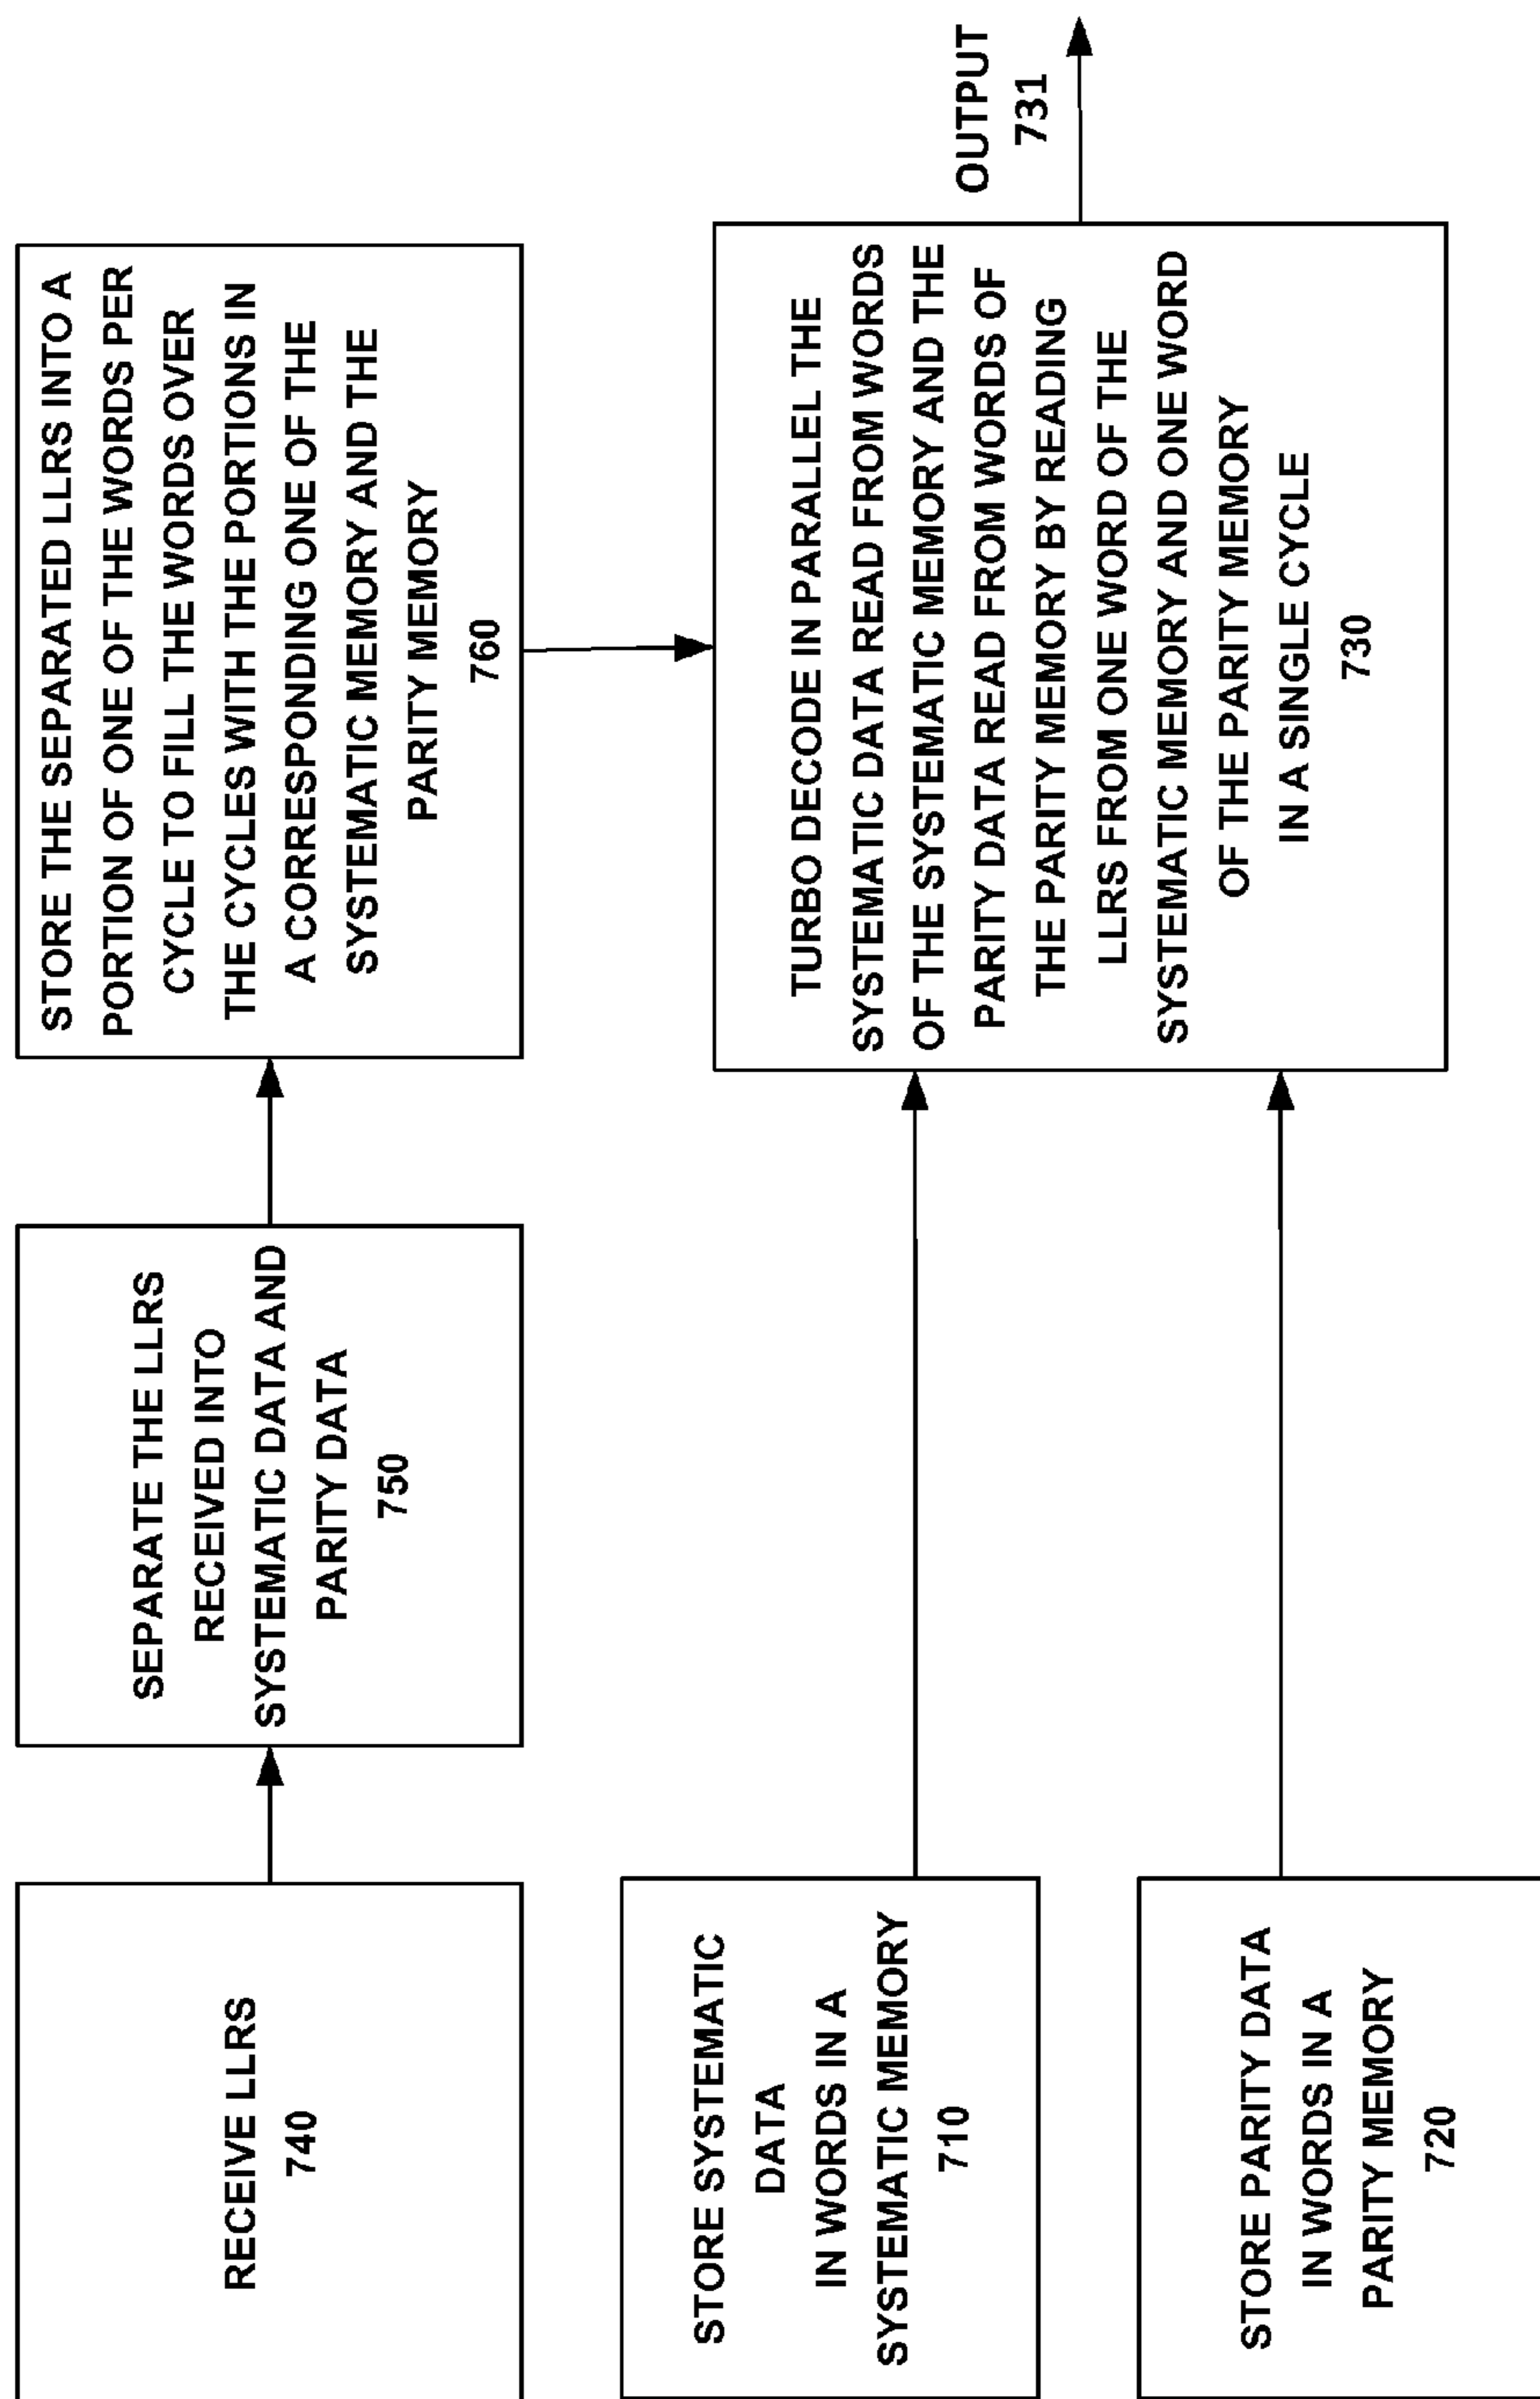 RECEIVE LLRS
740
SEPARATE THE LLRS
RECEIVED INTO
SYSTEMATIC DATA AND
PARITY DATA
750
STORE THE SEPARATED LLRS INTO A
PORTION OF ONE OF THE WORDS PER
CYCLE TO FILL THE WORDS OVER
THE CYCLES WITH THE PORTIONS IN
A CORRESPONDING ONE OF THE
SYSTEMATIC MEMORY AND THE
PARITY MEMORY
760
STORE SYSTEMATIC
DATA
IN WORDS IN A
SYSTEMATIC MEMORY
710
STORE PARITY DATA
IN WORDS IN A
PARITY MEMORY
720
TURBO DECODE IN PARALLEL THE
SYSTEMATIC DATA READ FROM WORDS
OF THE SYSTEMATIC MEMORY AND THE
PARITY DATA READ FROM WORDS OF
THE PARITY MEMORY BY READING
LLRS FROM ONE WORD OF THE
SYSTEMATIC MEMORY AND ONE WORD
OF THE PARITY MEMORY
IN A SINGLE CYCLE
730
OUTPUT
731